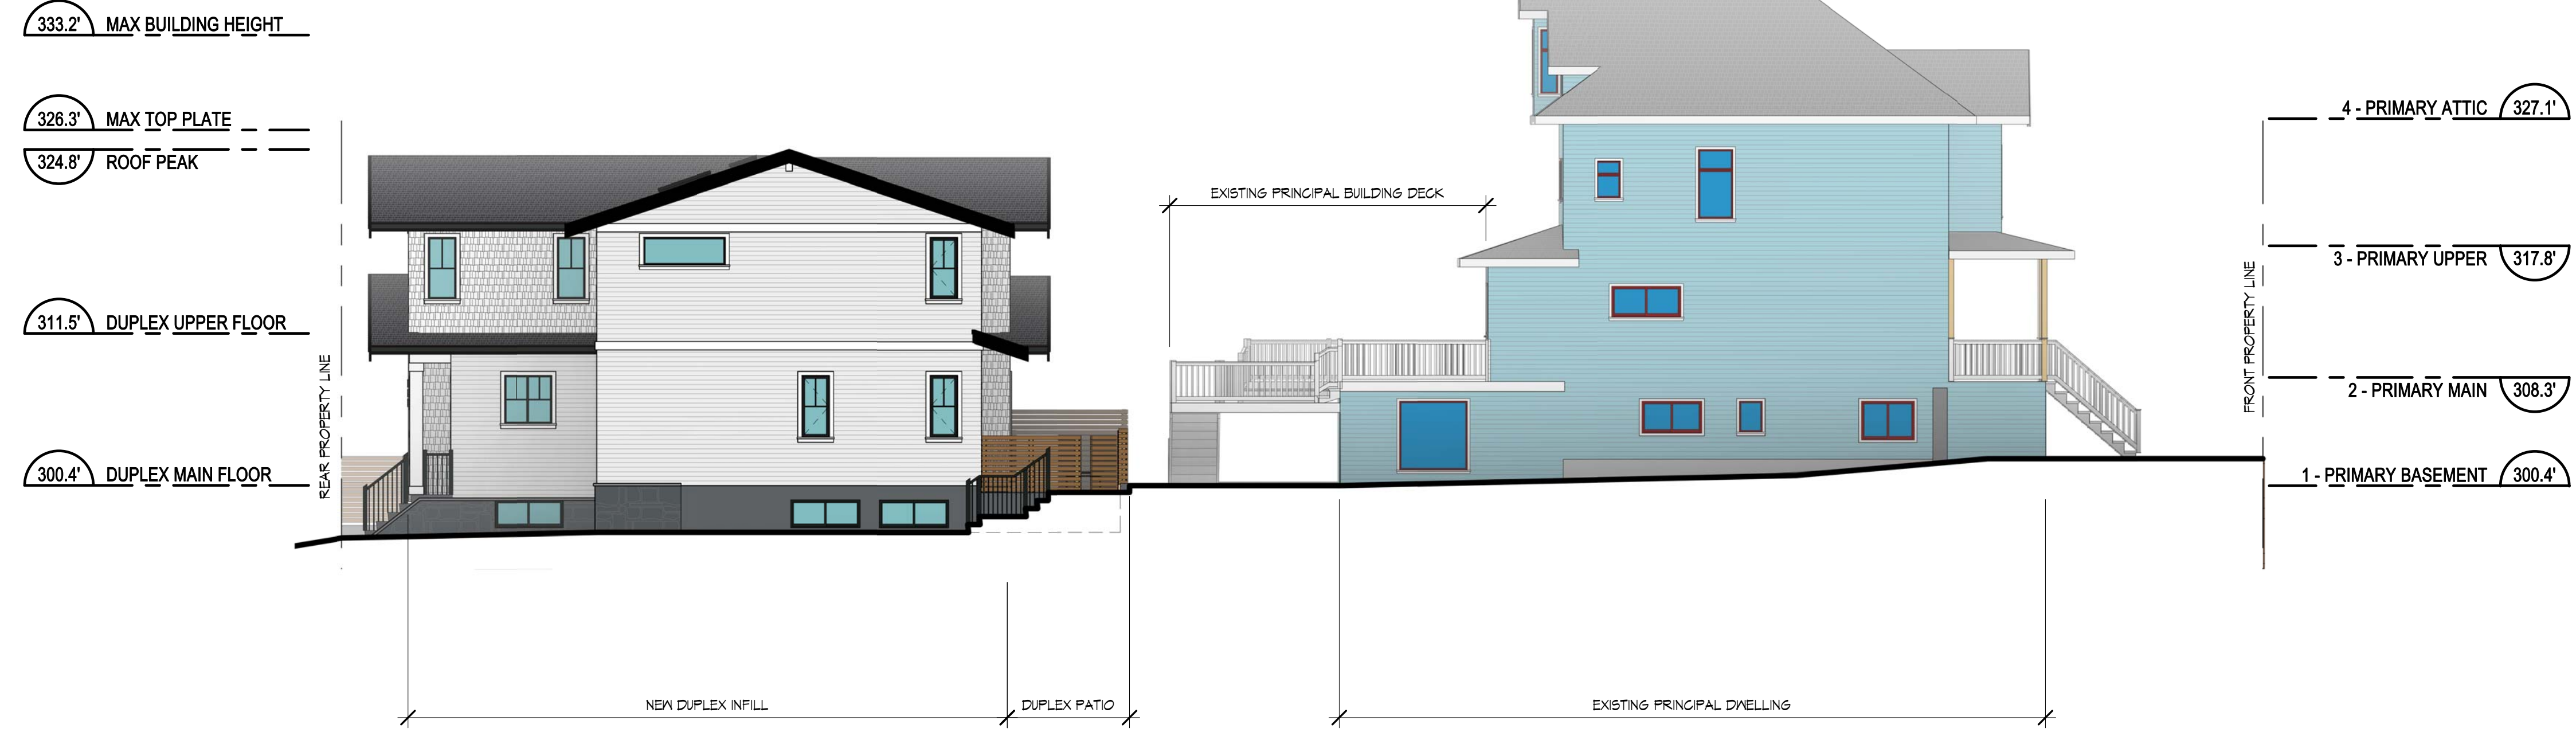 333.2' MAX BUILDING HEIGHT
326.3' MAX TOP PLATE
324.8' ROOF PEAK
311.5' DUPLEX UPPER FLOOR
300.4' DUPLEX MAIN FLOOR
REAR PROPERTY LINE
EXISTING PRINCIPAL BUILDING DECK
NEW DUPLEX INFILL
DUPLEX PATIO
EXISTING PRINCIPAL DWELLING
FRONT PROPERTY LINE
4 - PRIMARY ATTIC 327.1'
3 - PRIMARY UPPER 317.8'
2 - PRIMARY MAIN 308.3'
1 - PRIMARY BASEMENT 300.4'